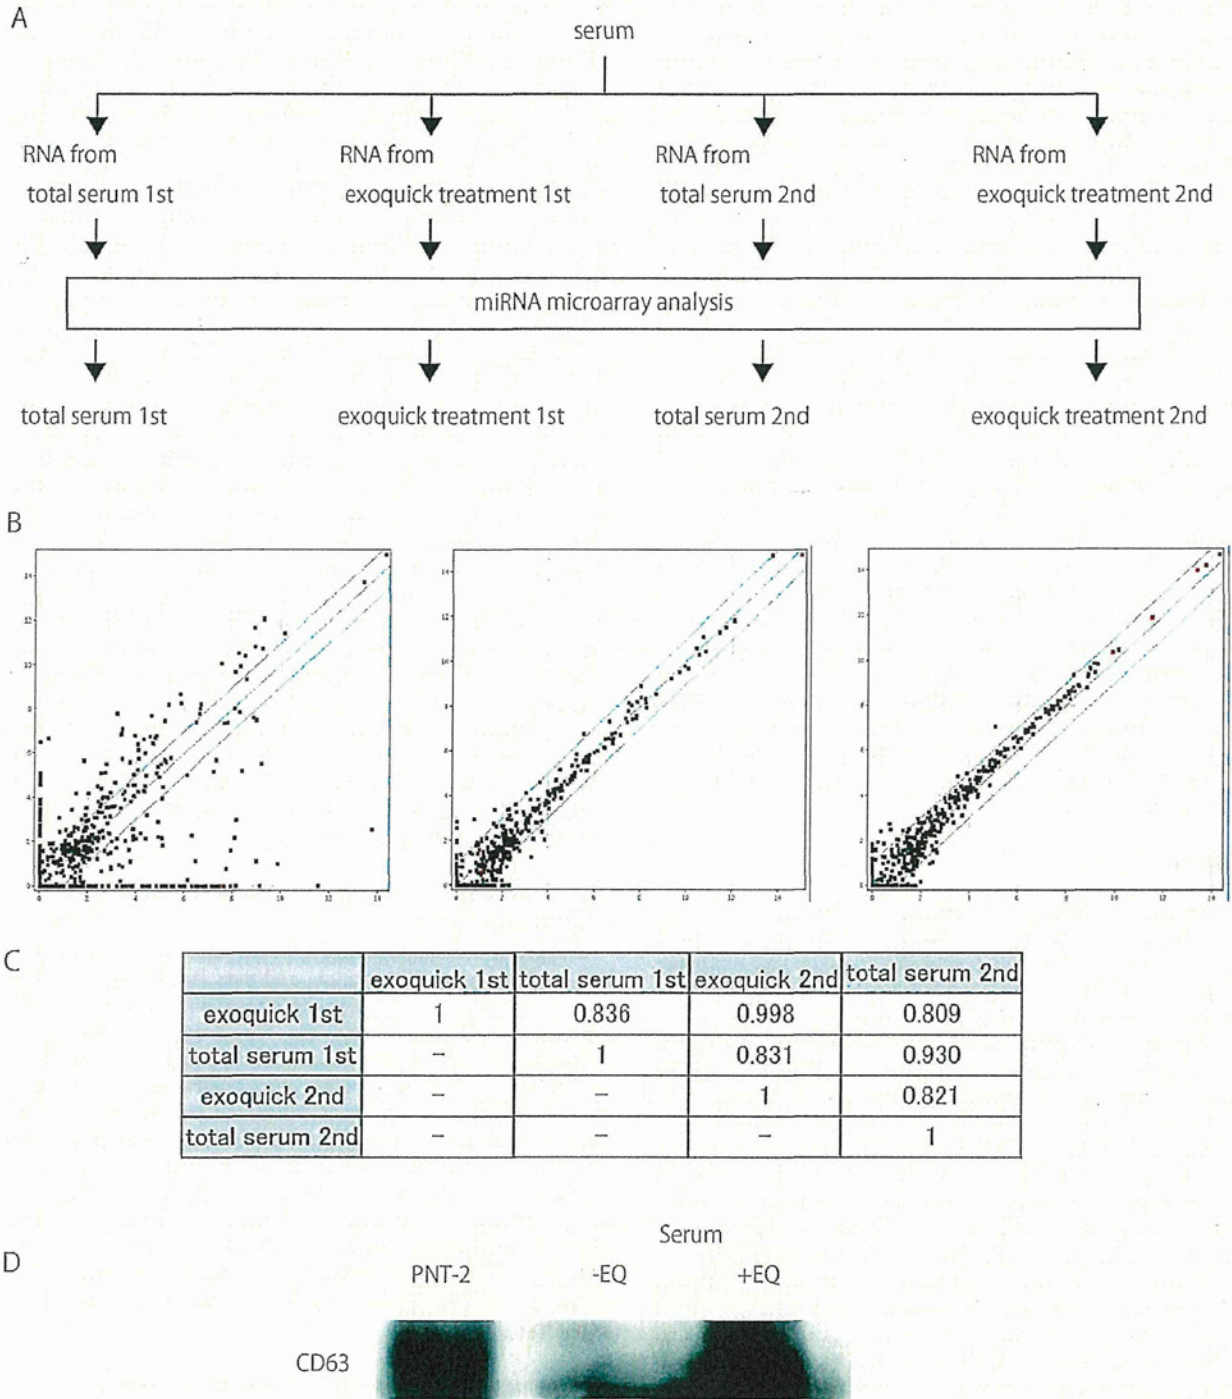 A
serum
RNA from
total serum 1st
RNA from
exoquick treatment 1st
RNA from
total serum 2nd
RNA from
exoquick treatment 2nd
miRNA microarray analysis
total serum 1st
exoquick treatment 1st
total serum 2nd
exoquick treatment 2nd
B
C
exoquick 1st total serum 1st exoquick 2nd total serum 2nd
exoquick 1st 1 0.836 0.998 0.809
total serum 1st – 1 0.831 0.930
exoquick 2nd – – 1 0.821
total serum 2nd – – – 1
D
Serum
PNT-2 -EQ +EQ
CD63